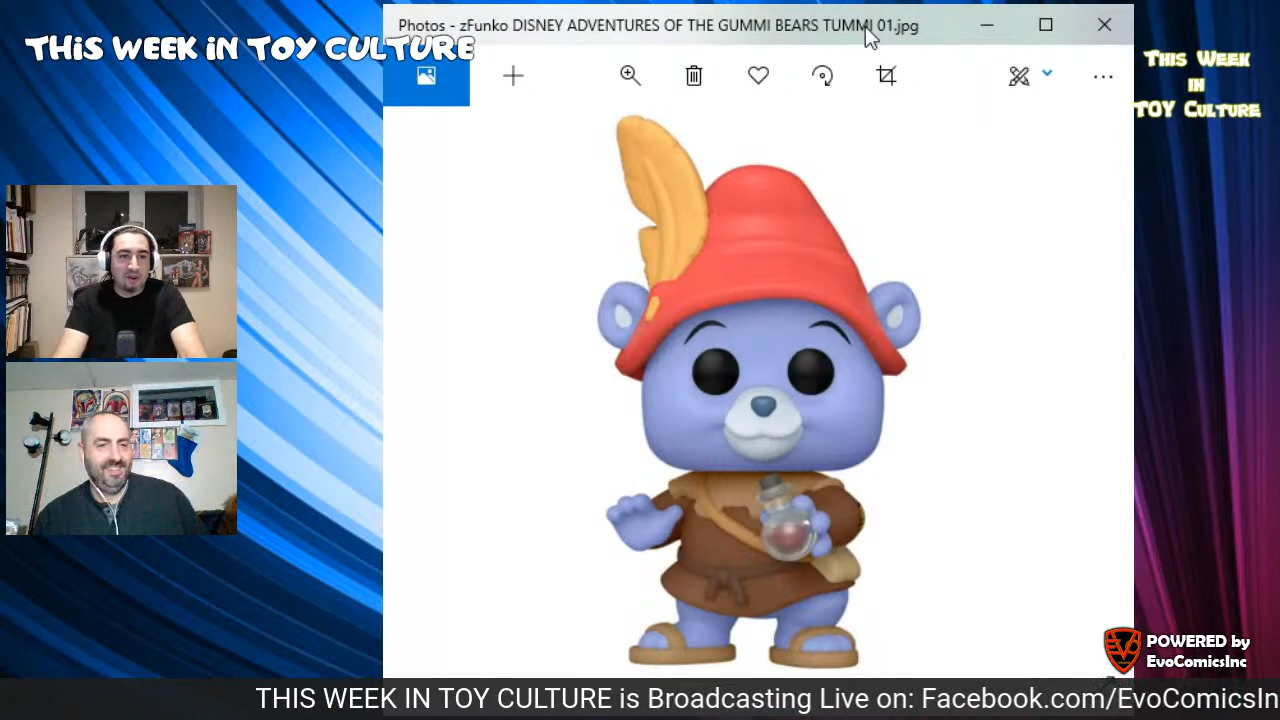 Photos - zFunko DISNEY ADVENTURES OF THE GUMMI BEARS TUMMI 01.jpg
THiS WEEK iN TOY CULTURE
This Week
in
TOY Culture
POWERED by
EvoComicsInc
THIS WEEK IN TOY CULTURE is Broadcasting Live on: Facebook.com/EvoComicsIn